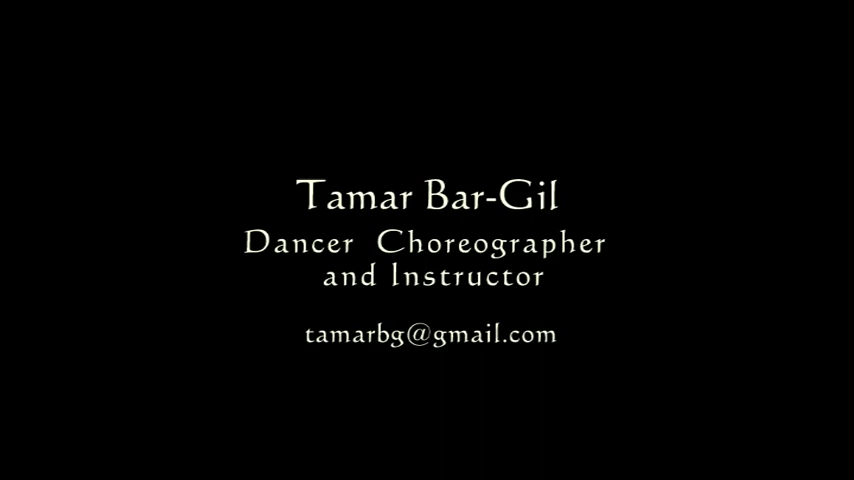 Tamar Bar-Gil
Dancer Choreographer
and Instructor
tamarbg@gmail.com